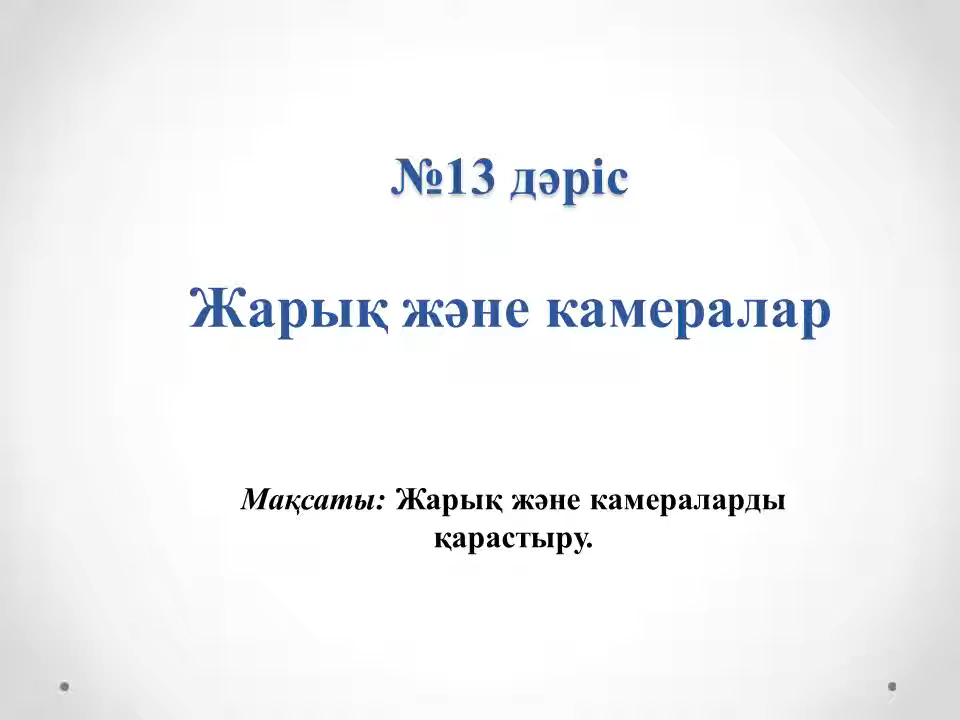 №13 дәріс
Жарық және камералар
Мақсаты: Жарық және камераларды
қарастыру.